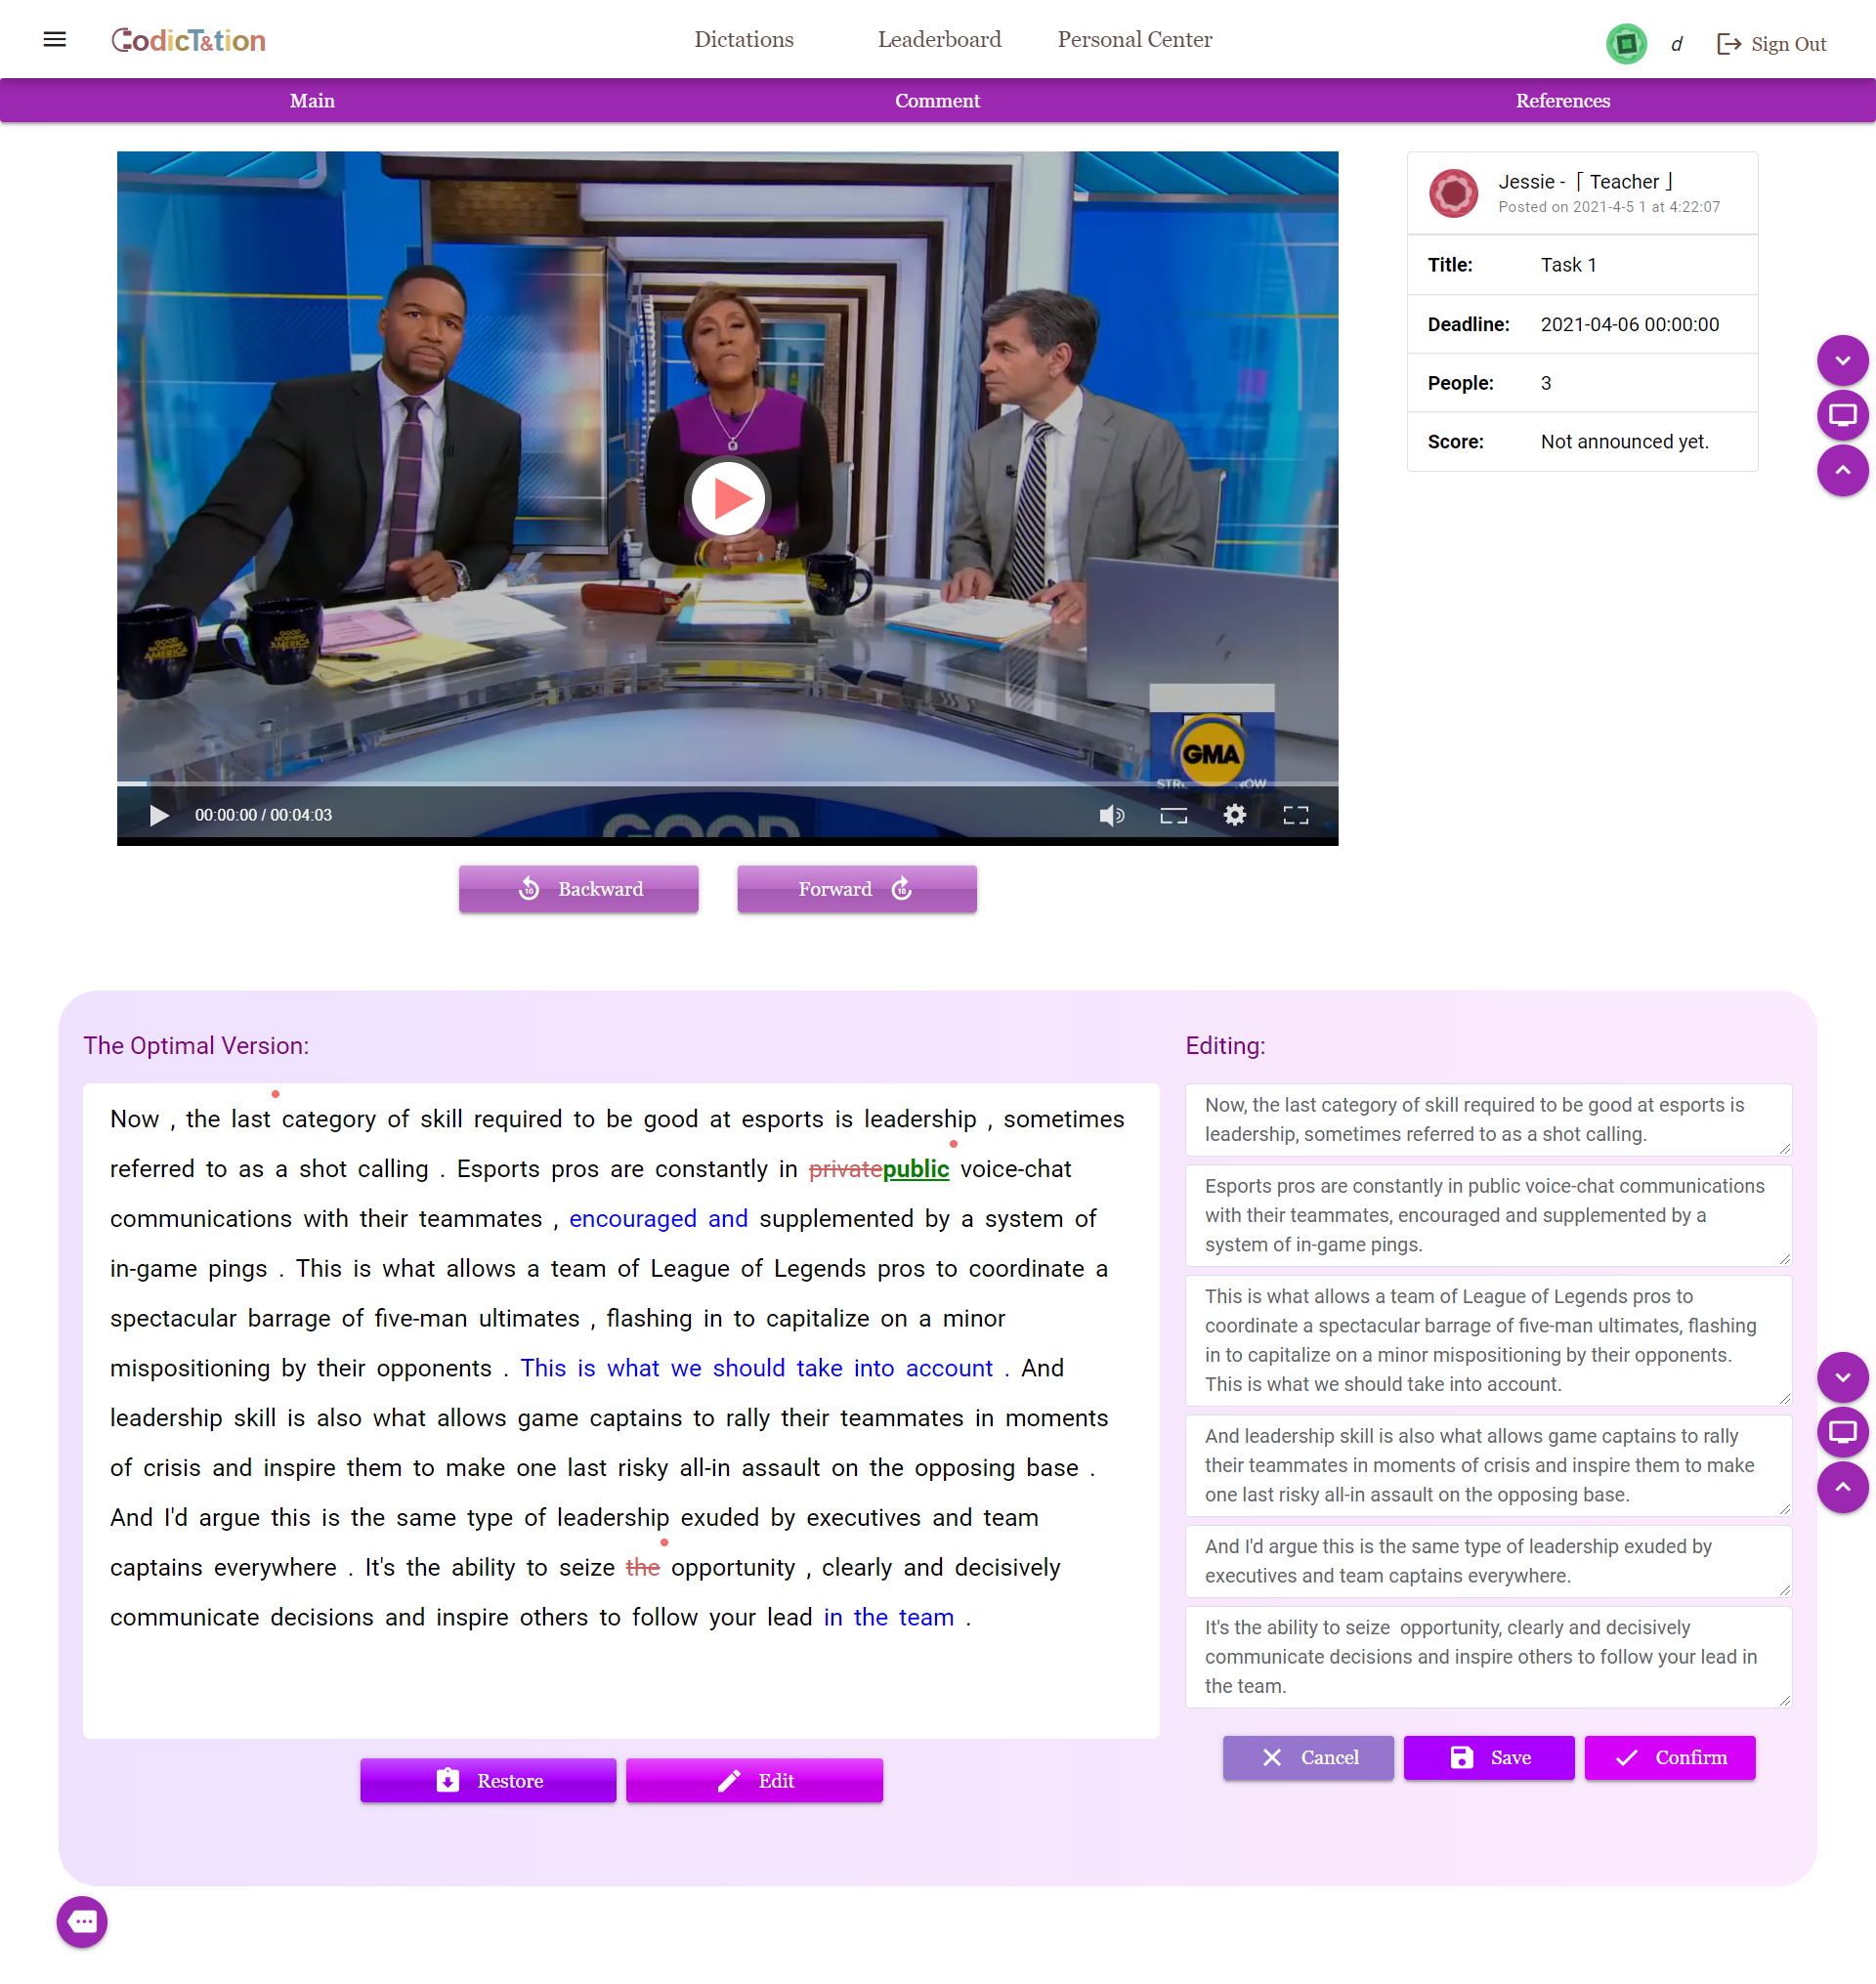 CodicT&tion
Dictations
Leaderboard
Personal Center
d
Sign Out
Main
Comment
References
GOOD
MORNING
AMERICA
GOOD
MORNING
AMERICA
GMA
00:00:00 / 00:04:03
GOOD
Jessie -「 Teacher 」
Posted on 2021-4-5 1 at 4:22:07
Title: Task 1
Deadline: 2021-04-06 00:00:00
People: 3
Score: Not announced yet.
10 Backward
Forward 10
The Optimal Version:
Now , the last category of skill required to be good at esports is leadership , sometimes
referred to as a shot calling . Esports pros are constantly in privatepublic voice-chat
communications with their teammates , encouraged and supplemented by a system of
in-game pings . This is what allows a team of League of Legends pros to coordinate a
spectacular barrage of five-man ultimates , flashing in to capitalize on a minor
mispositioning by their opponents . This is what we should take into account . And
leadership skill is also what allows game captains to rally their teammates in moments
of crisis and inspire them to make one last risky all-in assault on the opposing base .
And I'd argue this is the same type of leadership exuded by executives and team
captains everywhere . It's the ability to seize the opportunity , clearly and decisively
communicate decisions and inspire others to follow your lead in the team .
Restore
Edit
Editing:
Now, the last category of skill required to be good at esports is
leadership, sometimes referred to as a shot calling.
Esports pros are constantly in public voice-chat communications
with their teammates, encouraged and supplemented by a
system of in-game pings.
This is what allows a team of League of Legends pros to
coordinate a spectacular barrage of five-man ultimates, flashing
in to capitalize on a minor mispositioning by their opponents.
This is what we should take into account.
And leadership skill is also what allows game captains to rally
their teammates in moments of crisis and inspire them to make
one last risky all-in assault on the opposing base.
And I'd argue this is the same type of leadership exuded by
executives and team captains everywhere.
It's the ability to seize  opportunity, clearly and decisively
communicate decisions and inspire others to follow your lead in
the team.
Cancel
Save
Confirm